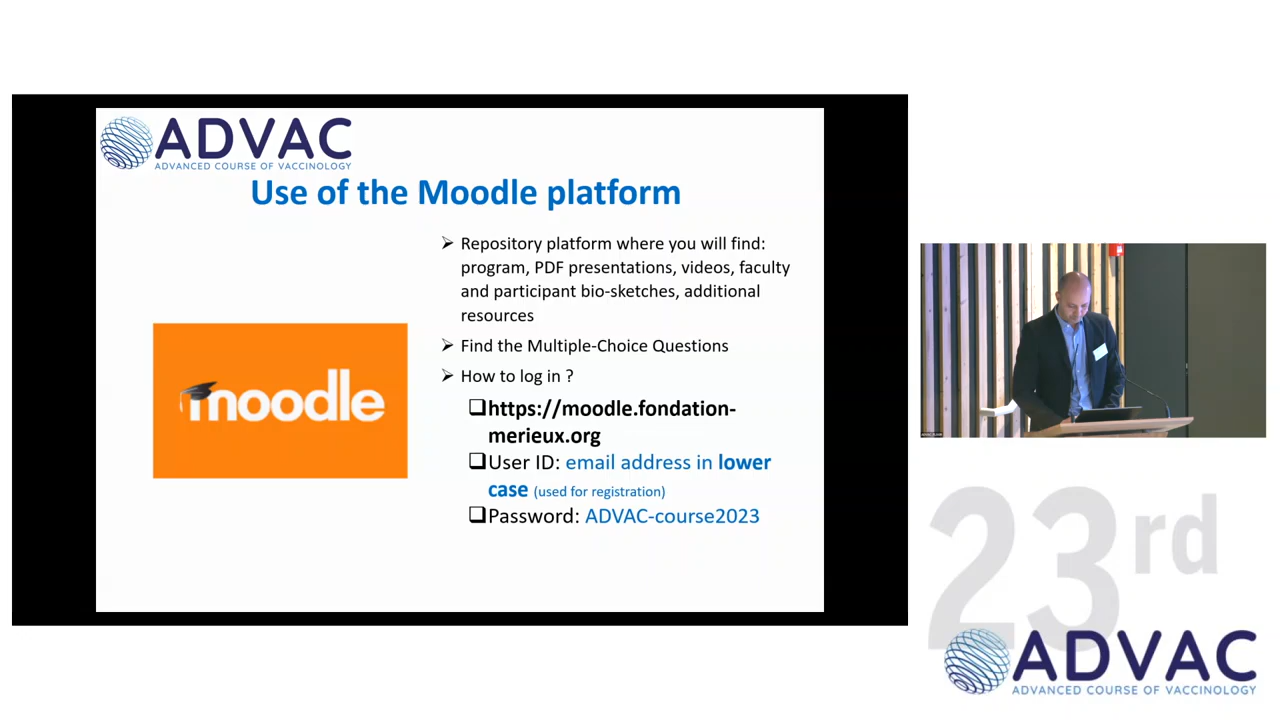 ADVAC
ADVANCED COURSE OF VACCINOLOGY
Use of the Moodle platform
Repository platform where you will find:
program, PDF presentations, videos, faculty
and participant bio-sketches, additional
resources
Find the Multiple-Choice Questions
How to log in ?
https://moodle.fondation-
merieux.org
User ID: email address in lower
case (used for registration)
Password: ADVAC-course2023
moodle
23rd
ADVAC
ADVANCED COURSE OF VACCINOLOGY